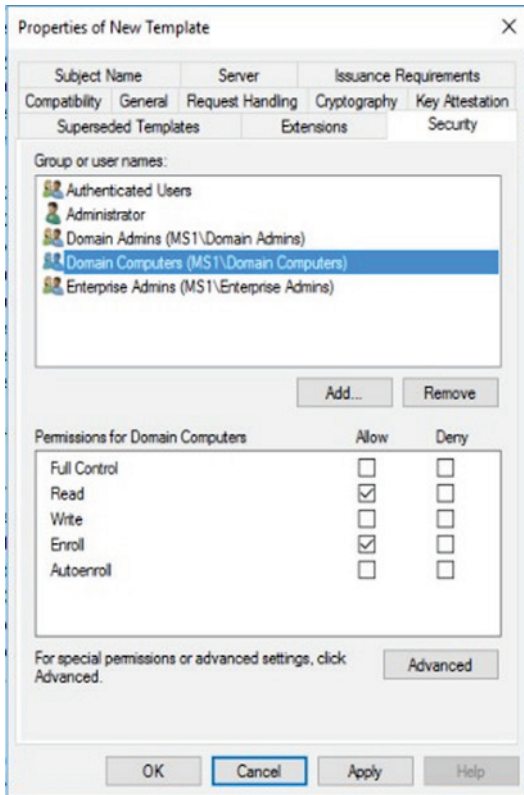 Properties of New Template
Subject Name Server Issuance Requirements
Compatibility General Request Handling Cryptography Key Attestation
Superseded Templates Extensions Security
Group or user names:
Authenticated Users
Administrator
Domain Admins (MS1\Domain Admins)
Domain Computers (MS1\Domain Computers)
Enterprise Admins (MS1\Enterprise Admins)
Add... Remove
Permissions for Domain Computers Allow Deny
Full Control
Read
Write
Enroll
Autoenroll
For special permissions or advanced settings, click
Advanced.
Advanced
OK Cancel Apply Help